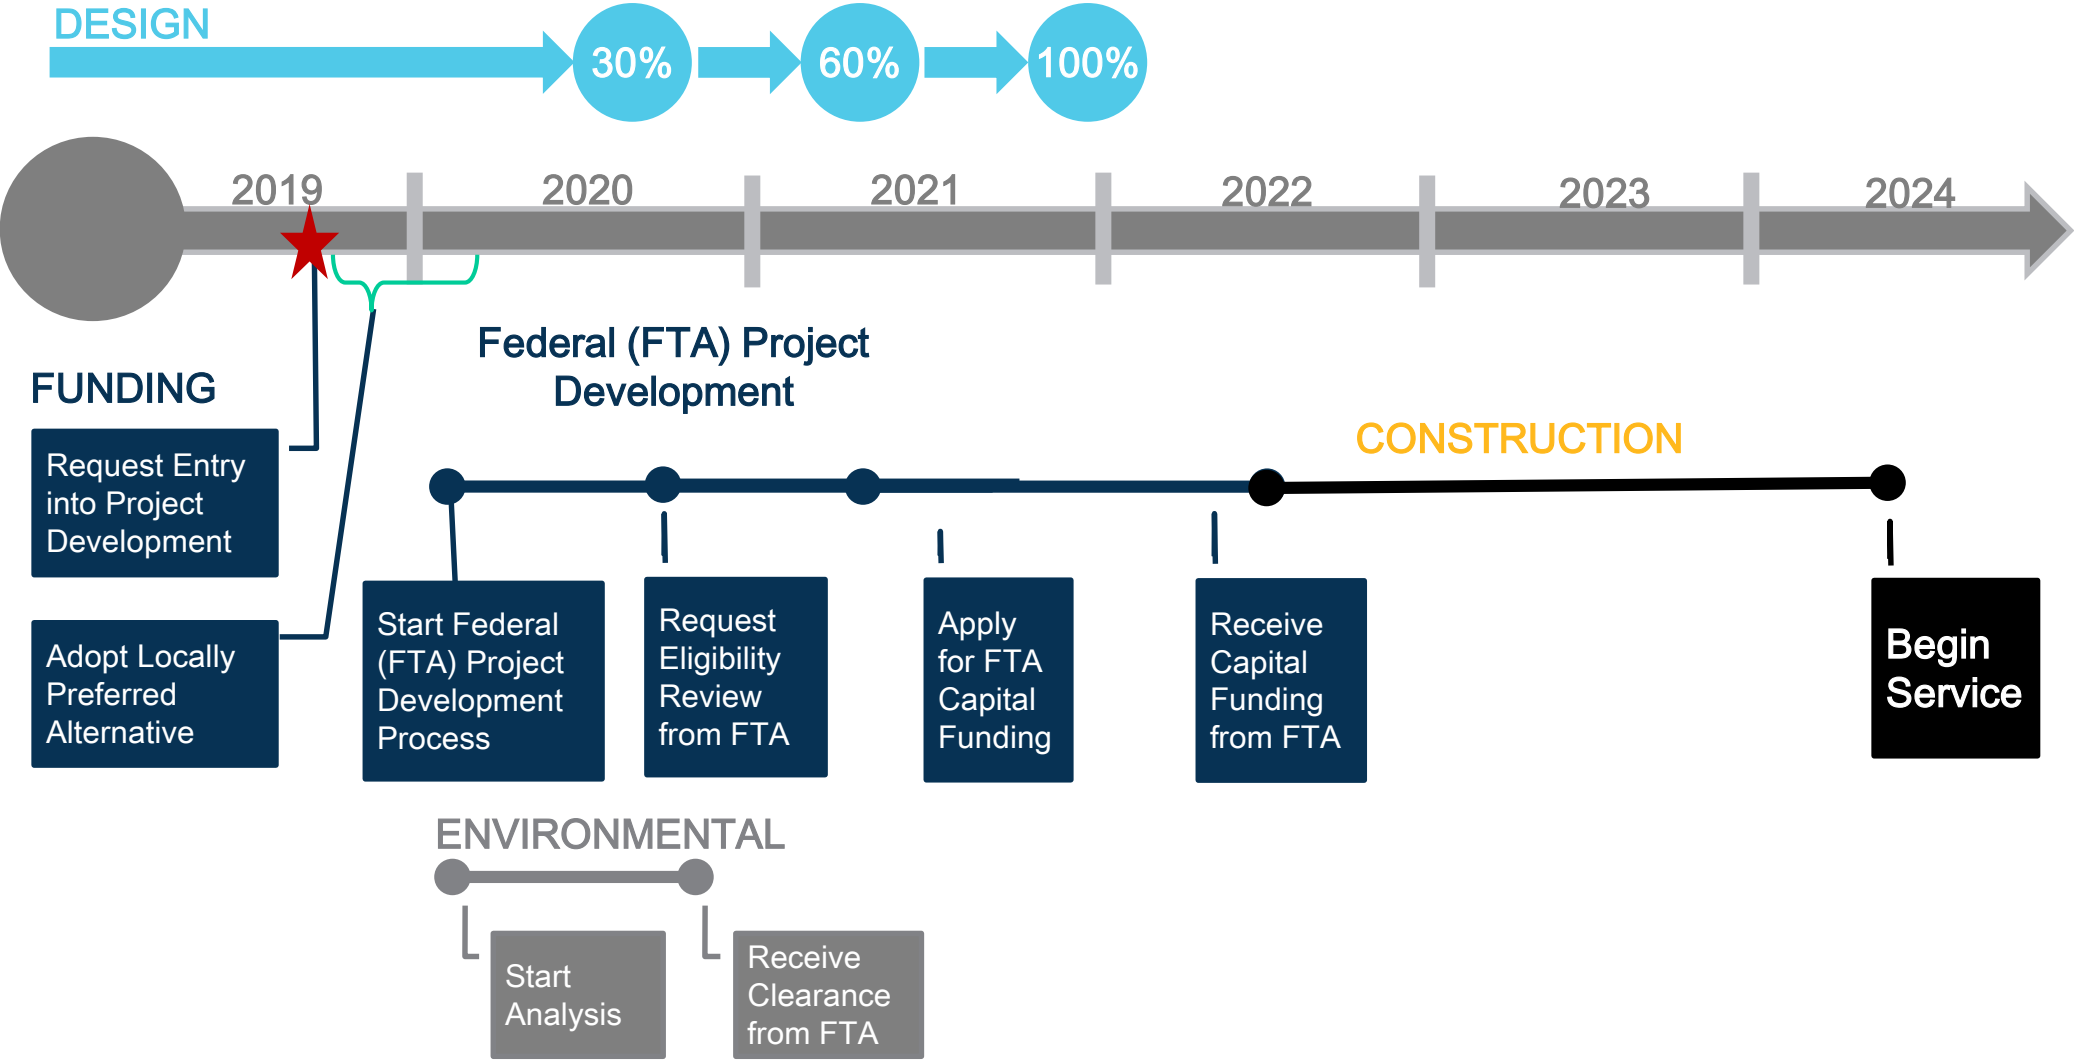 DESIGN
30%
60%
100%
2019
2020
2021
2022
2023
2024
Federal (FTA) Project
Development
FUNDING
Request Entry
into Project
Development
Adopt Locally
Preferred
Alternative
CONSTRUCTION
Start Federal
(FTA) Project
Development
Process
Request
Eligibility
Review
from FTA
Apply
for FTA
Capital
Funding
Receive
Capital
Funding
from FTA
Begin
Service
ENVIRONMENTAL
Start
Analysis
Receive
Clearance
from FTA